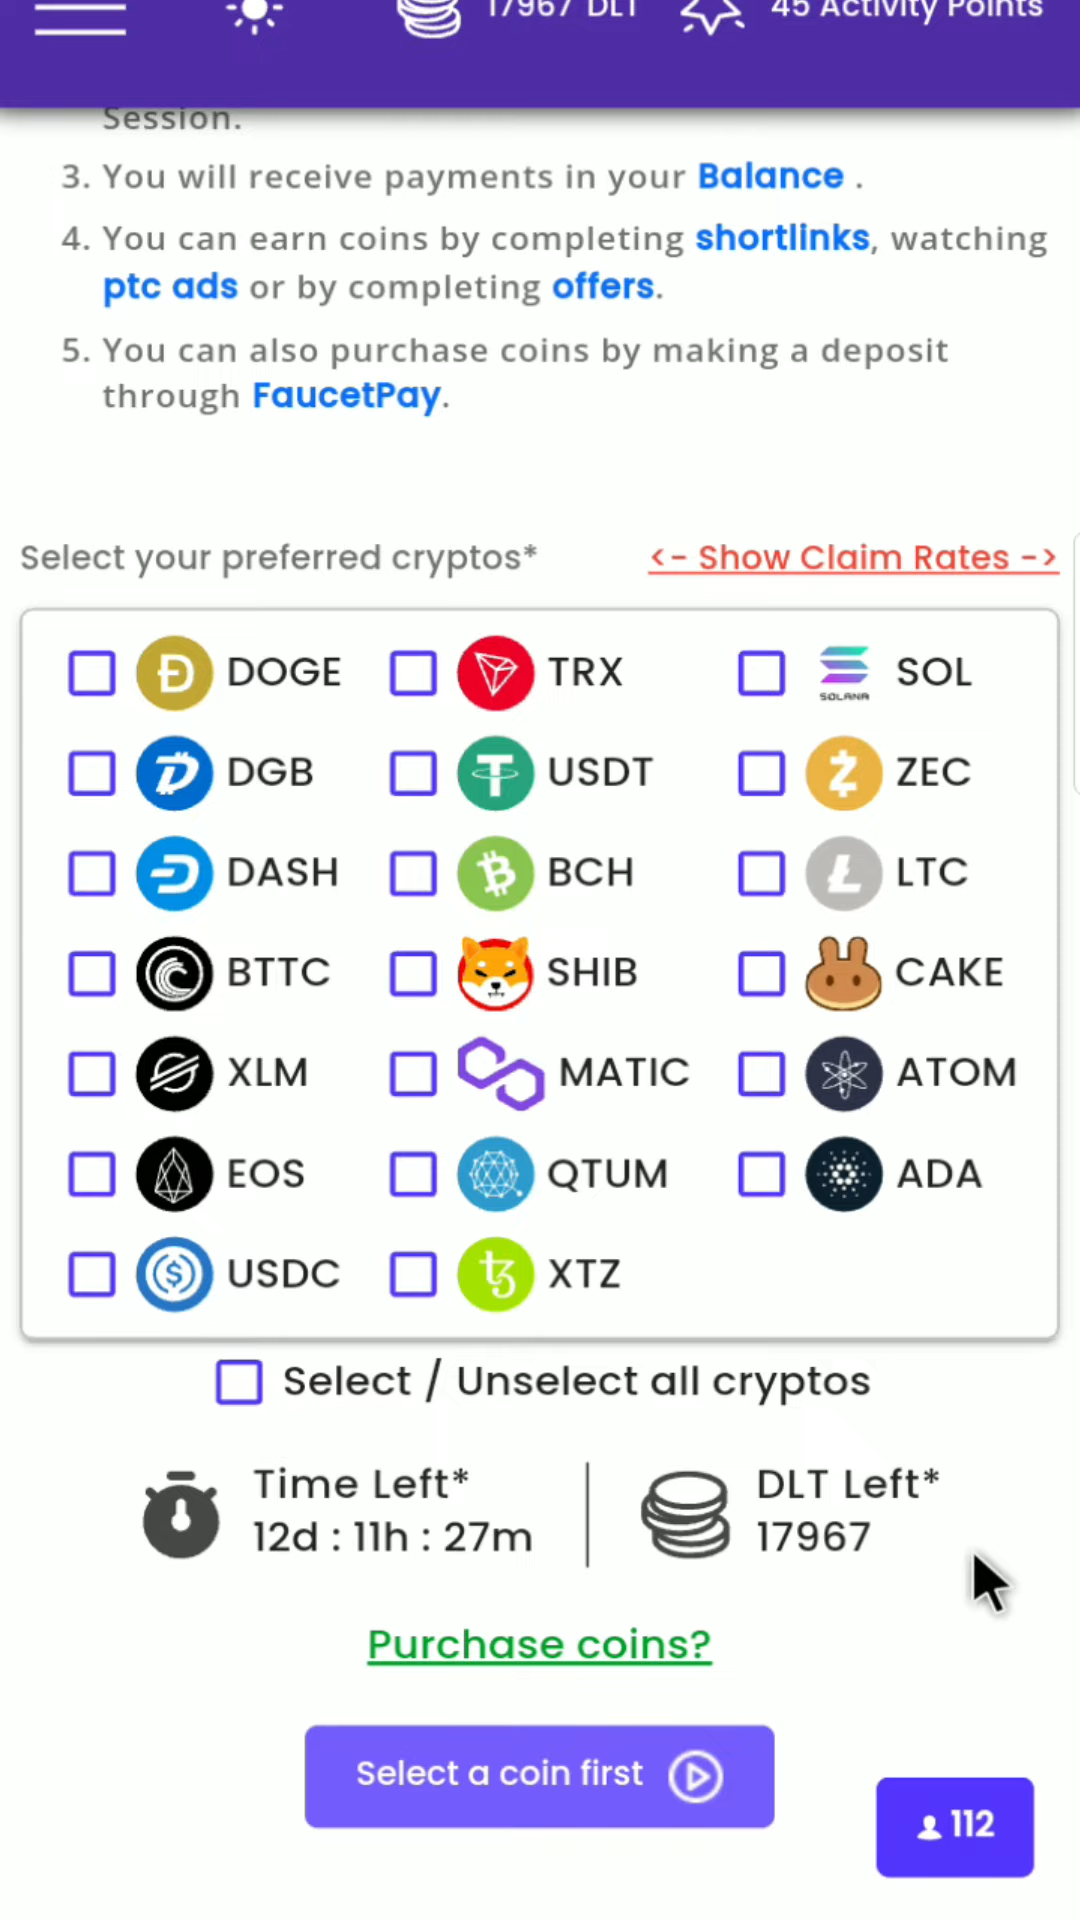 17967 DLT 45 Activity Points
Session.
3. You will receive payments in your Balance .
4. You can earn coins by completing shortlinks, watching
ptc ads or by completing offers.
5. You can also purchase coins by making a deposit
through FaucetPay.
Select your preferred cryptos* <- Show Claim Rates ->
DOGE TRX SOLANA SOL
DGB USDT ZEC
DASH BCH LTC
BTTC SHIB CAKE
XLM MATIC ATOM
EOS QTUM ADA
USDC XTZ
Select / Unselect all cryptos
Time Left* DLT Left*
12d : 11h : 27m 17967
Purchase coins?
Select a coin first
112